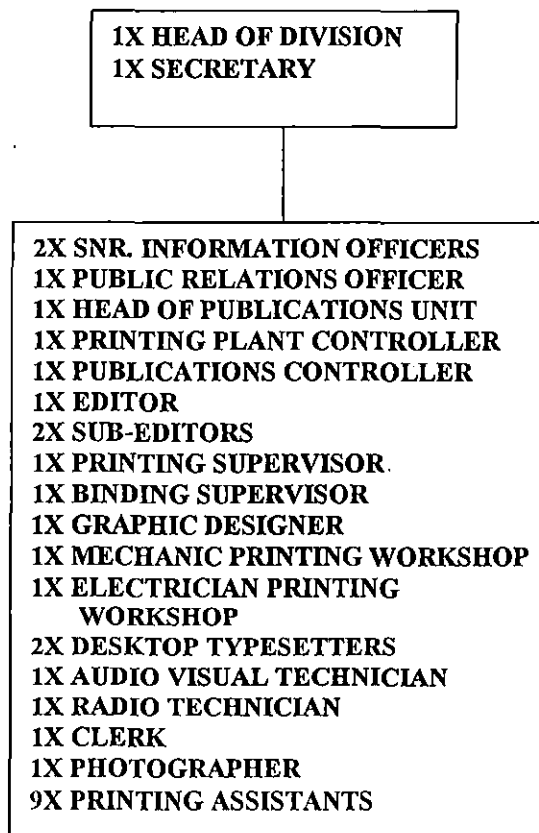 1X HEAD OF DIVISION
1X SECRETARY
2X SNR. INFORMATION OFFICERS
1X PUBLIC RELATIONS OFFICER
1X HEAD OF PUBLICATIONS UNIT
1X PRINTING PLANT CONTROLLER
1X PUBLICATIONS CONTROLLER
1X EDITOR
2X SUB-EDITORS
1X PRINTING SUPERVISOR
1X BINDING SUPERVISOR
1X GRAPHIC DESIGNER
1X MECHANIC PRINTING WORKSHOP
1X ELECTRICIAN PRINTING
WORKSHOP
2X DESKTOP TYPESETTERS
1X AUDIO VISUAL TECHNICIAN
1X RADIO TECHNICIAN
1X CLERK
1X PHOTOGRAPHER
9X PRINTING ASSISTANTS